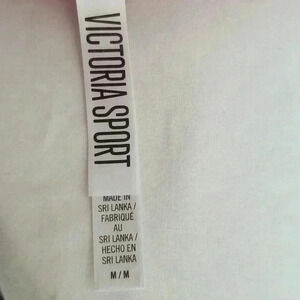 VICTORIA SPORT
MADE IN
SRI LANKA /
FABRIQUÉ
AU
SRI LANKA /
HECHO EN
SRI LANKA
M / M